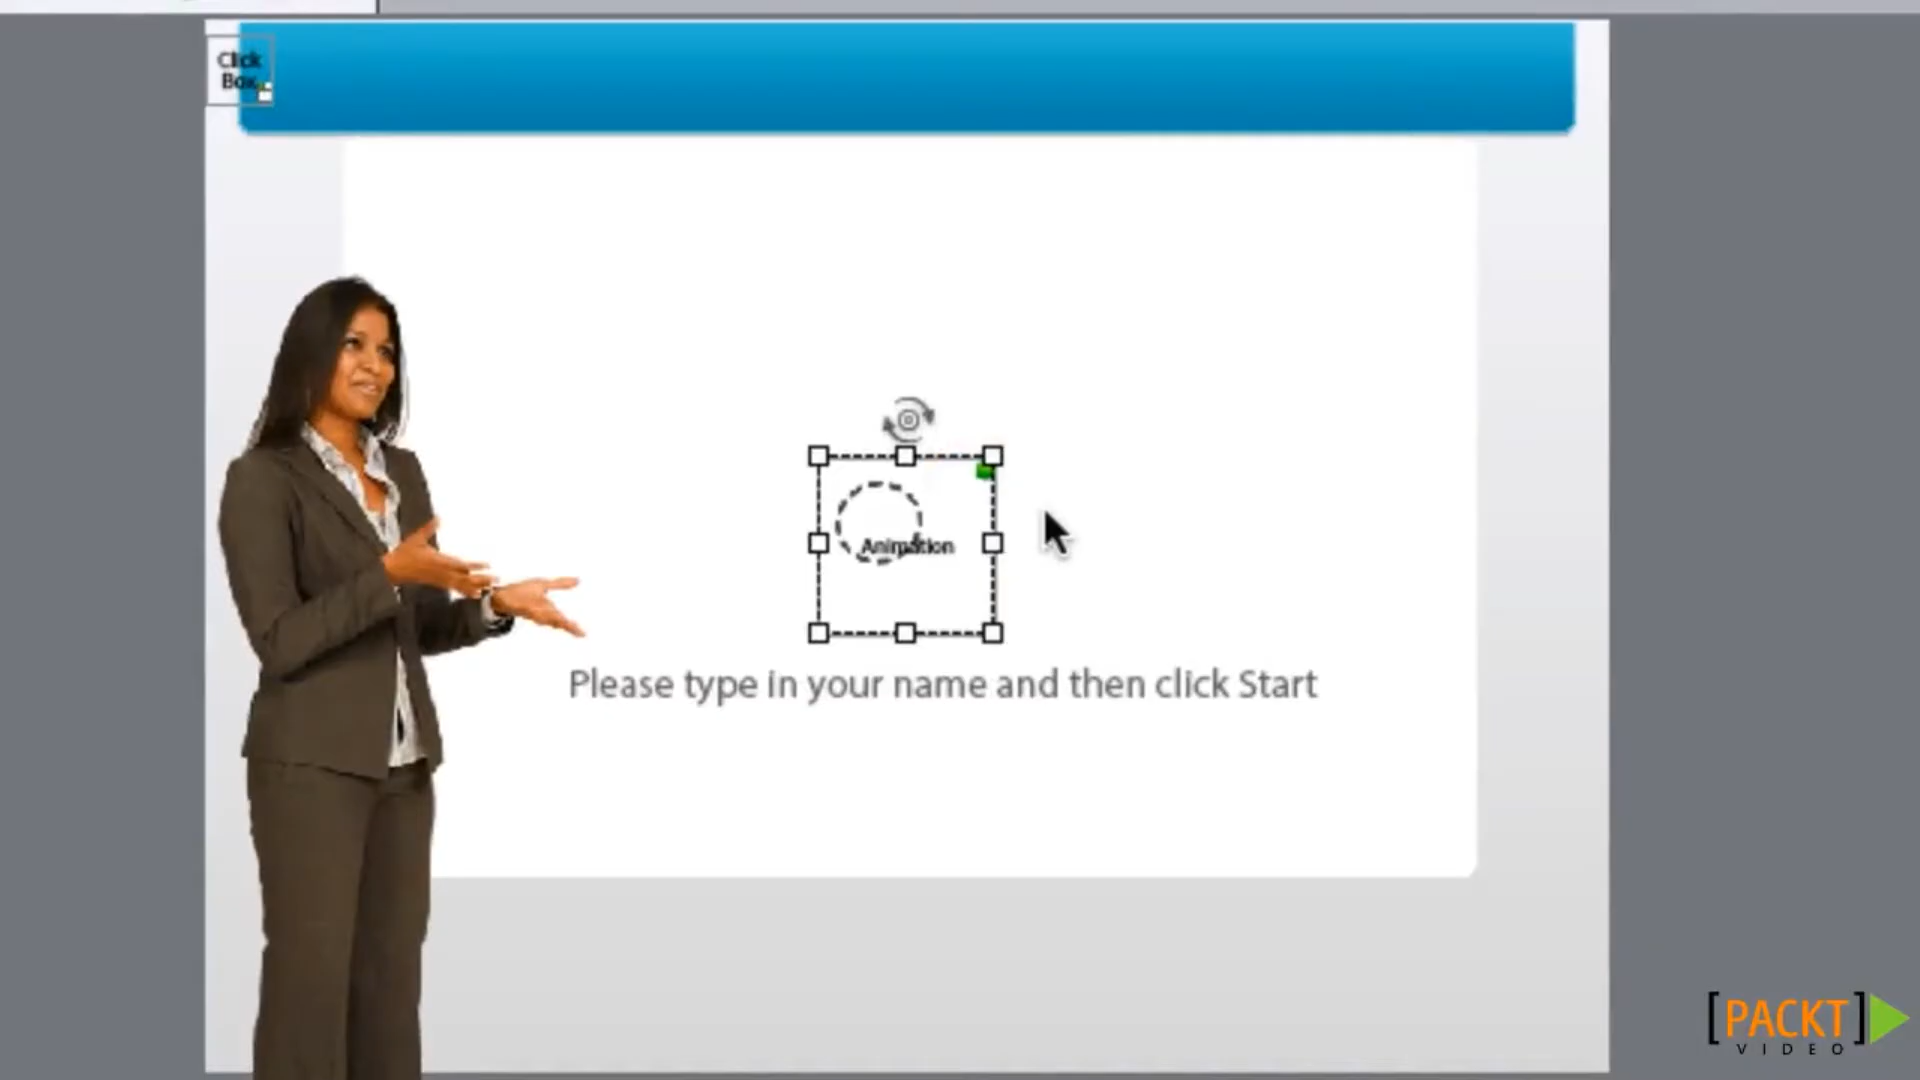 Click
Box
Animation
Please type in your name and then click Start
[PACKT]
VIDEO